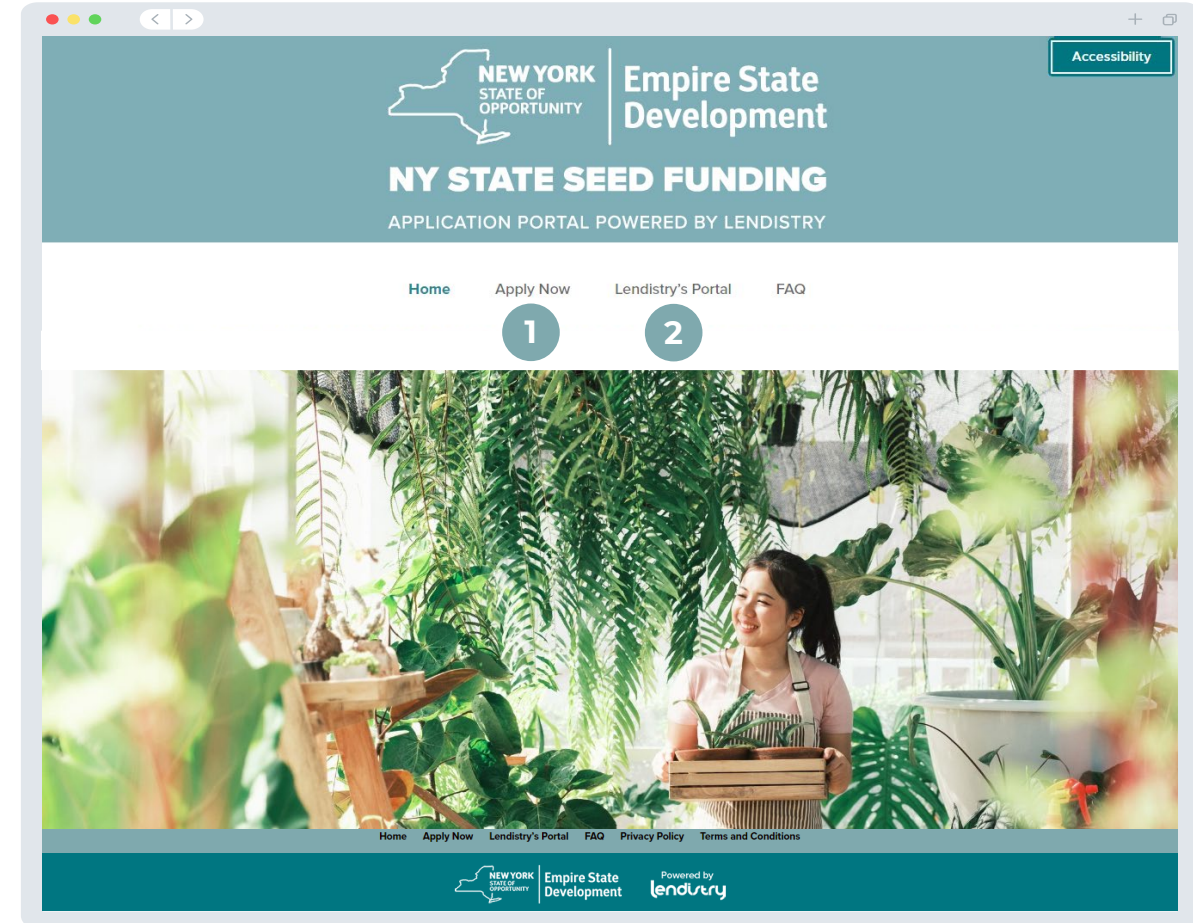 Accessibility
NEW YORK
STATE OF
OPPORTUNITY
Empire State
Development
NY STATE SEED FUNDING
APPLICATION PORTAL POWERED BY LENDISTRY
Home Apply Now Lendistry's Portal FAQ
1 2
Home Apply Now Lendistry's Portal FAQ Privacy Policy Terms and Conditions
NEW YORK
STATE OF
OPPORTUNITY
Empire State
Development
Powered by
lendistry